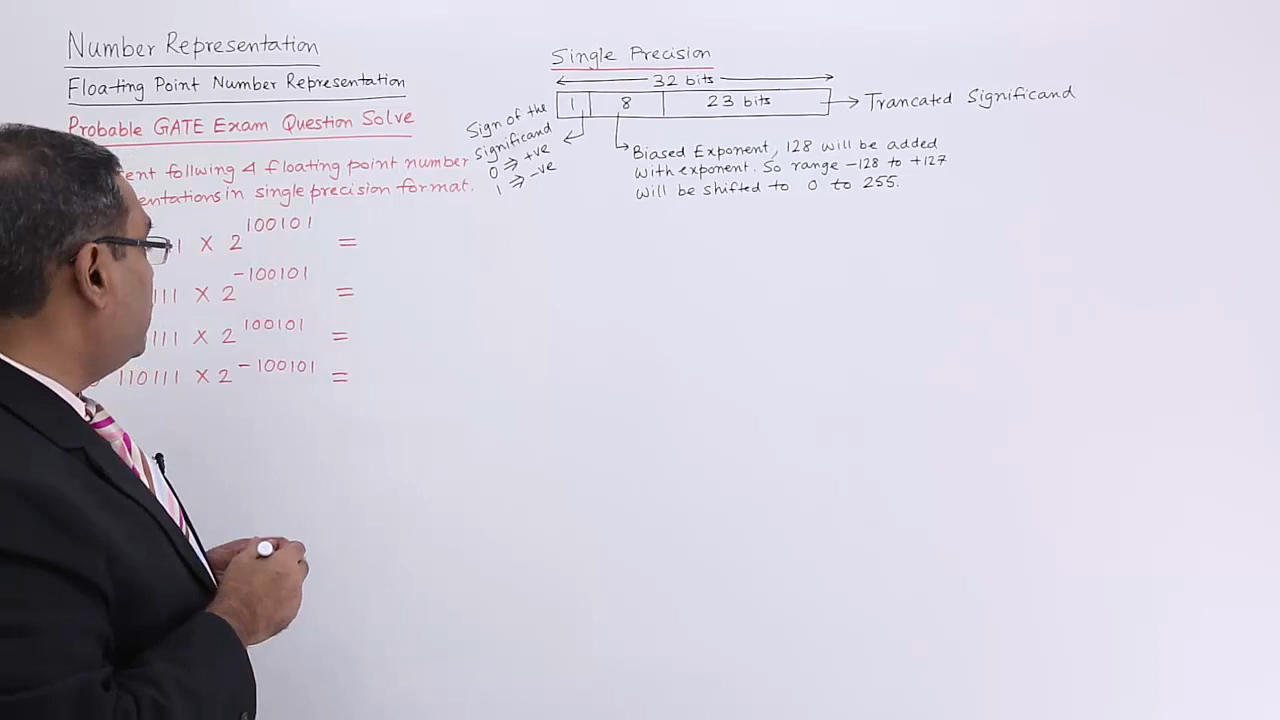 Number Representation
Floating Point Number Representation
Probable GATE Exam Question Solve
ent follwing 4 floating point number
entations in single precision format.
1 × 2^100101 =
111 × 2^-100101 =
111 × 2^100101 =
110111 × 2^-100101 =
Single Precision
32 bits
1 8 23 bits
Trancated Significand
Sign of the
Significand
0 ⇒ +ve
1 ⇒ -ve
Biased Exponent, 128 will be added
with exponent. So range -128 to +127
will be shifted to 0 to 255.